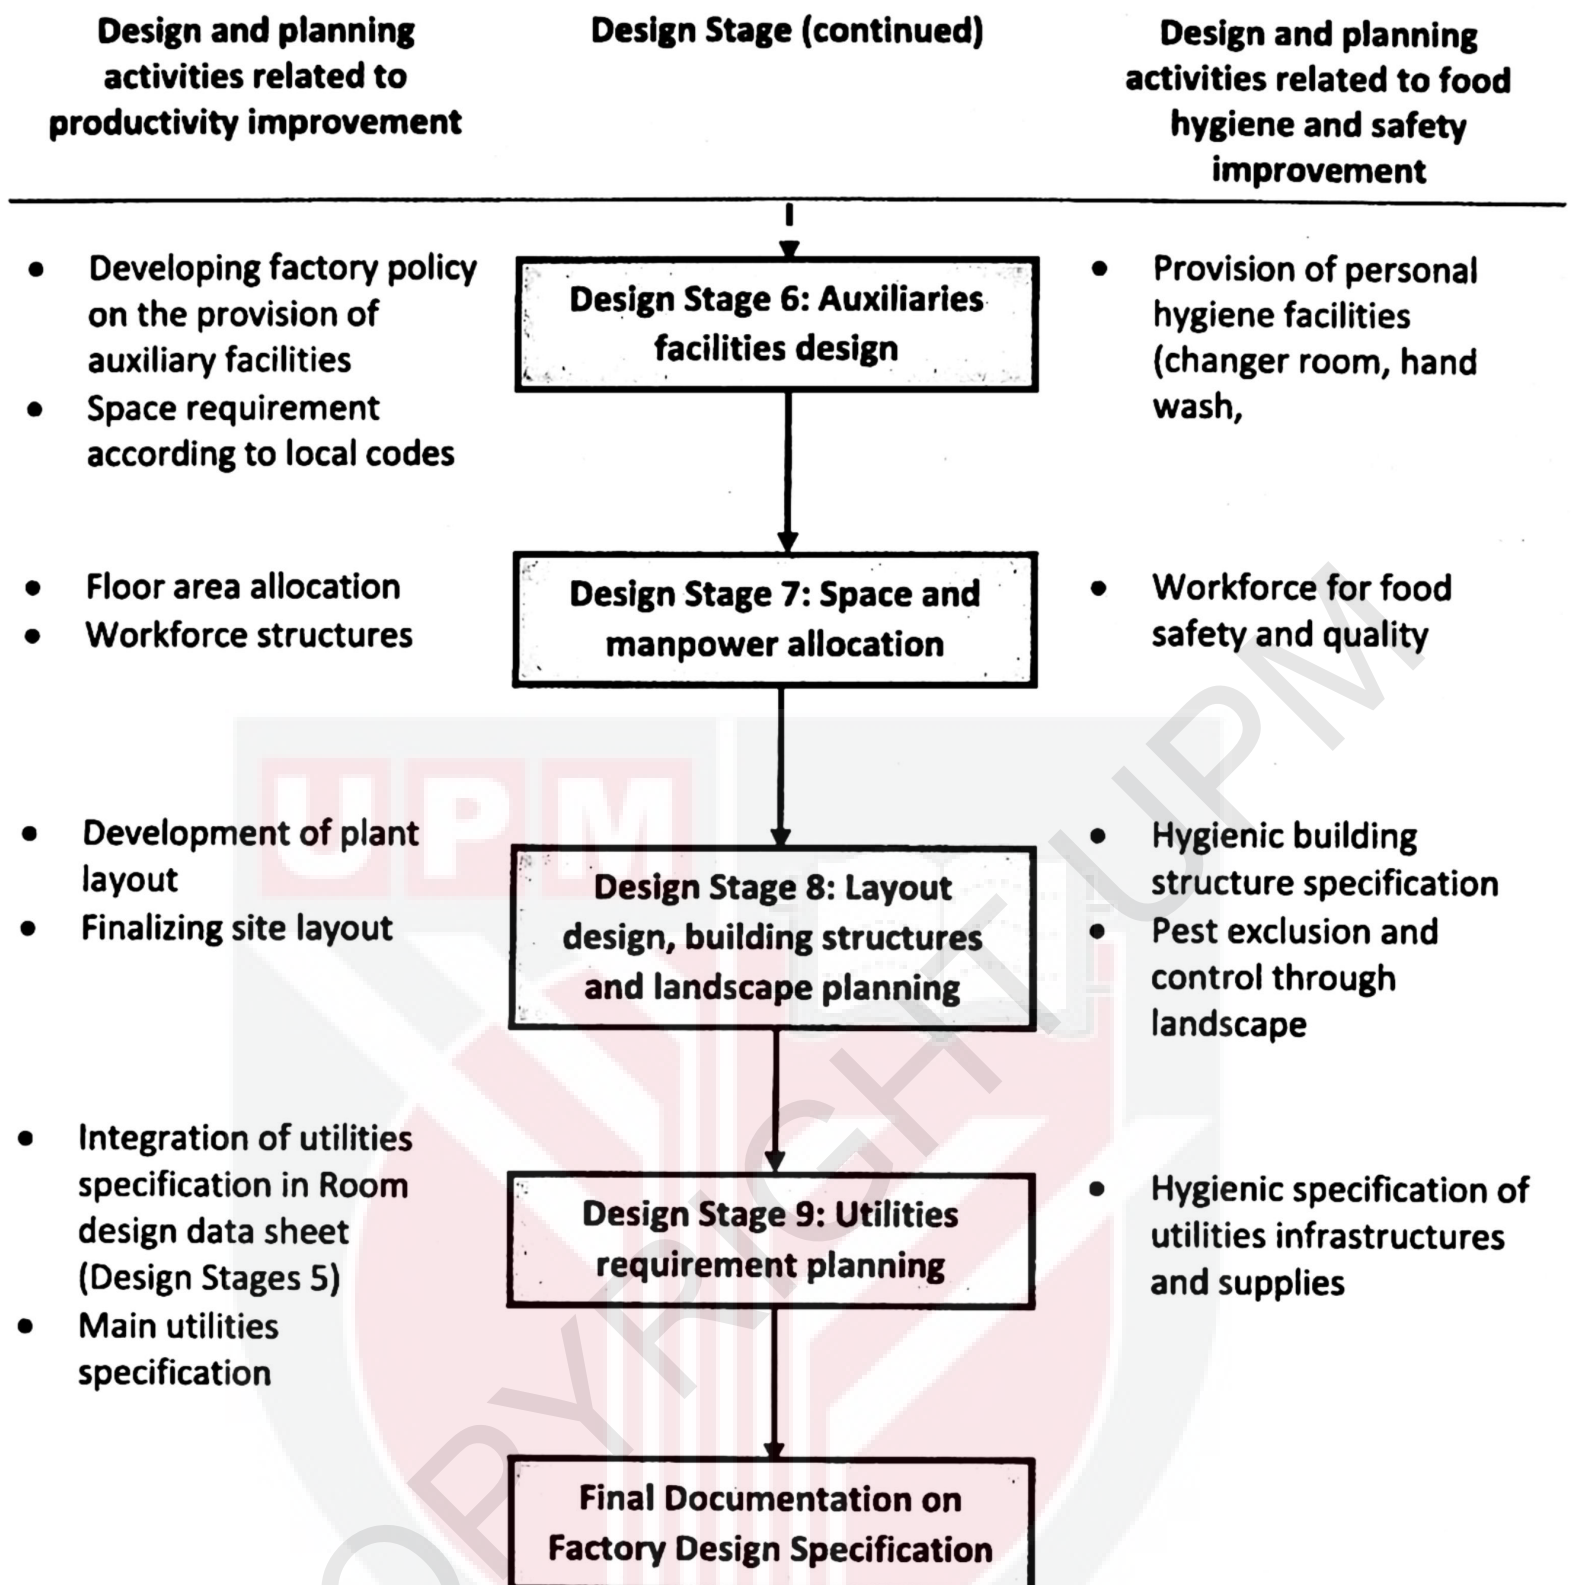 Design and planning
activities related to
productivity improvement
Design Stage (continued)
Design and planning
activities related to food
hygiene and safety
improvement
• Developing factory policy
on the provision of
auxiliary facilities
• Space requirement
according to local codes
Design Stage 6: Auxiliaries
facilities design
• Provision of personal
hygiene facilities
(changer room, hand
wash,
• Floor area allocation
• Workforce structures
Design Stage 7: Space and
manpower allocation
• Workforce for food
safety and quality
• Development of plant
layout
• Finalizing site layout
Design Stage 8: Layout
design, building structures
and landscape planning
• Hygienic building
structure specification
• Pest exclusion and
control through
landscape
• Integration of utilities
specification in Room
design data sheet
(Design Stages 5)
• Main utilities
specification
Design Stage 9: Utilities
requirement planning
• Hygienic specification of
utilities infrastructures
and supplies
Final Documentation on
Factory Design Specification
UPM
OPYRIGHT UPM